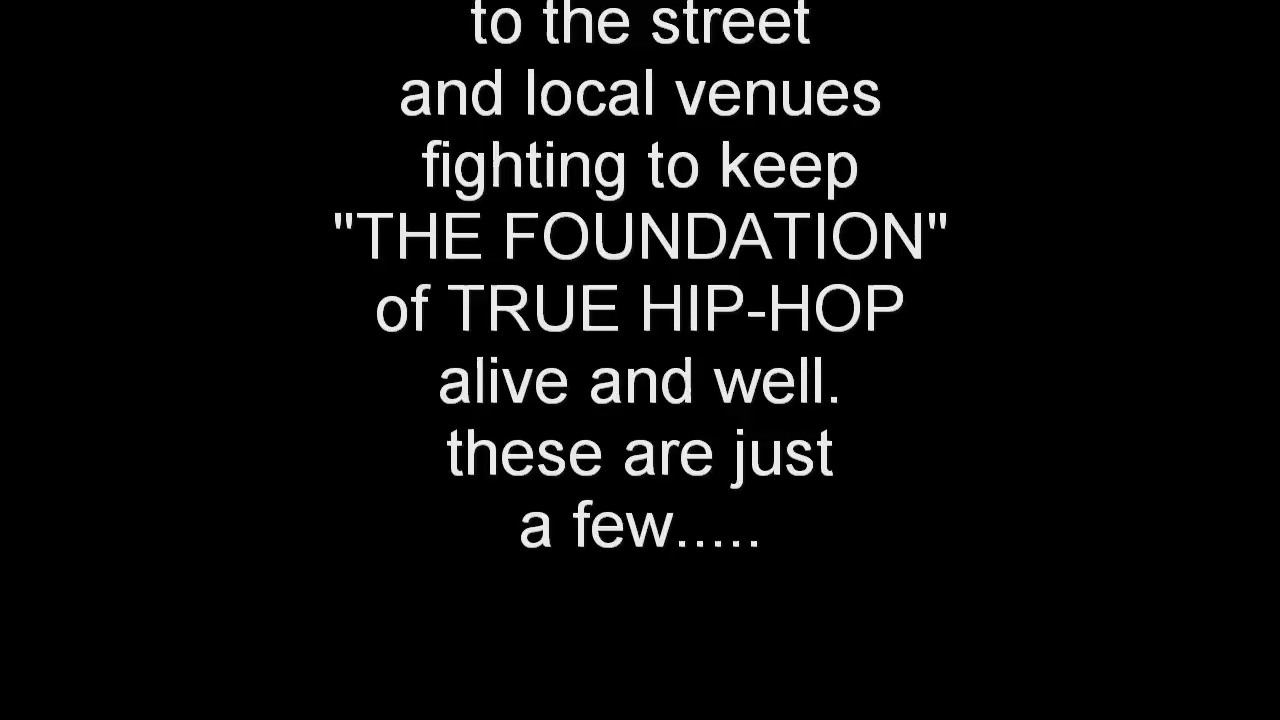 to the street
and local venues
fighting to keep
"THE FOUNDATION"
of TRUE HIP-HOP
alive and well.
these are just
a few.....